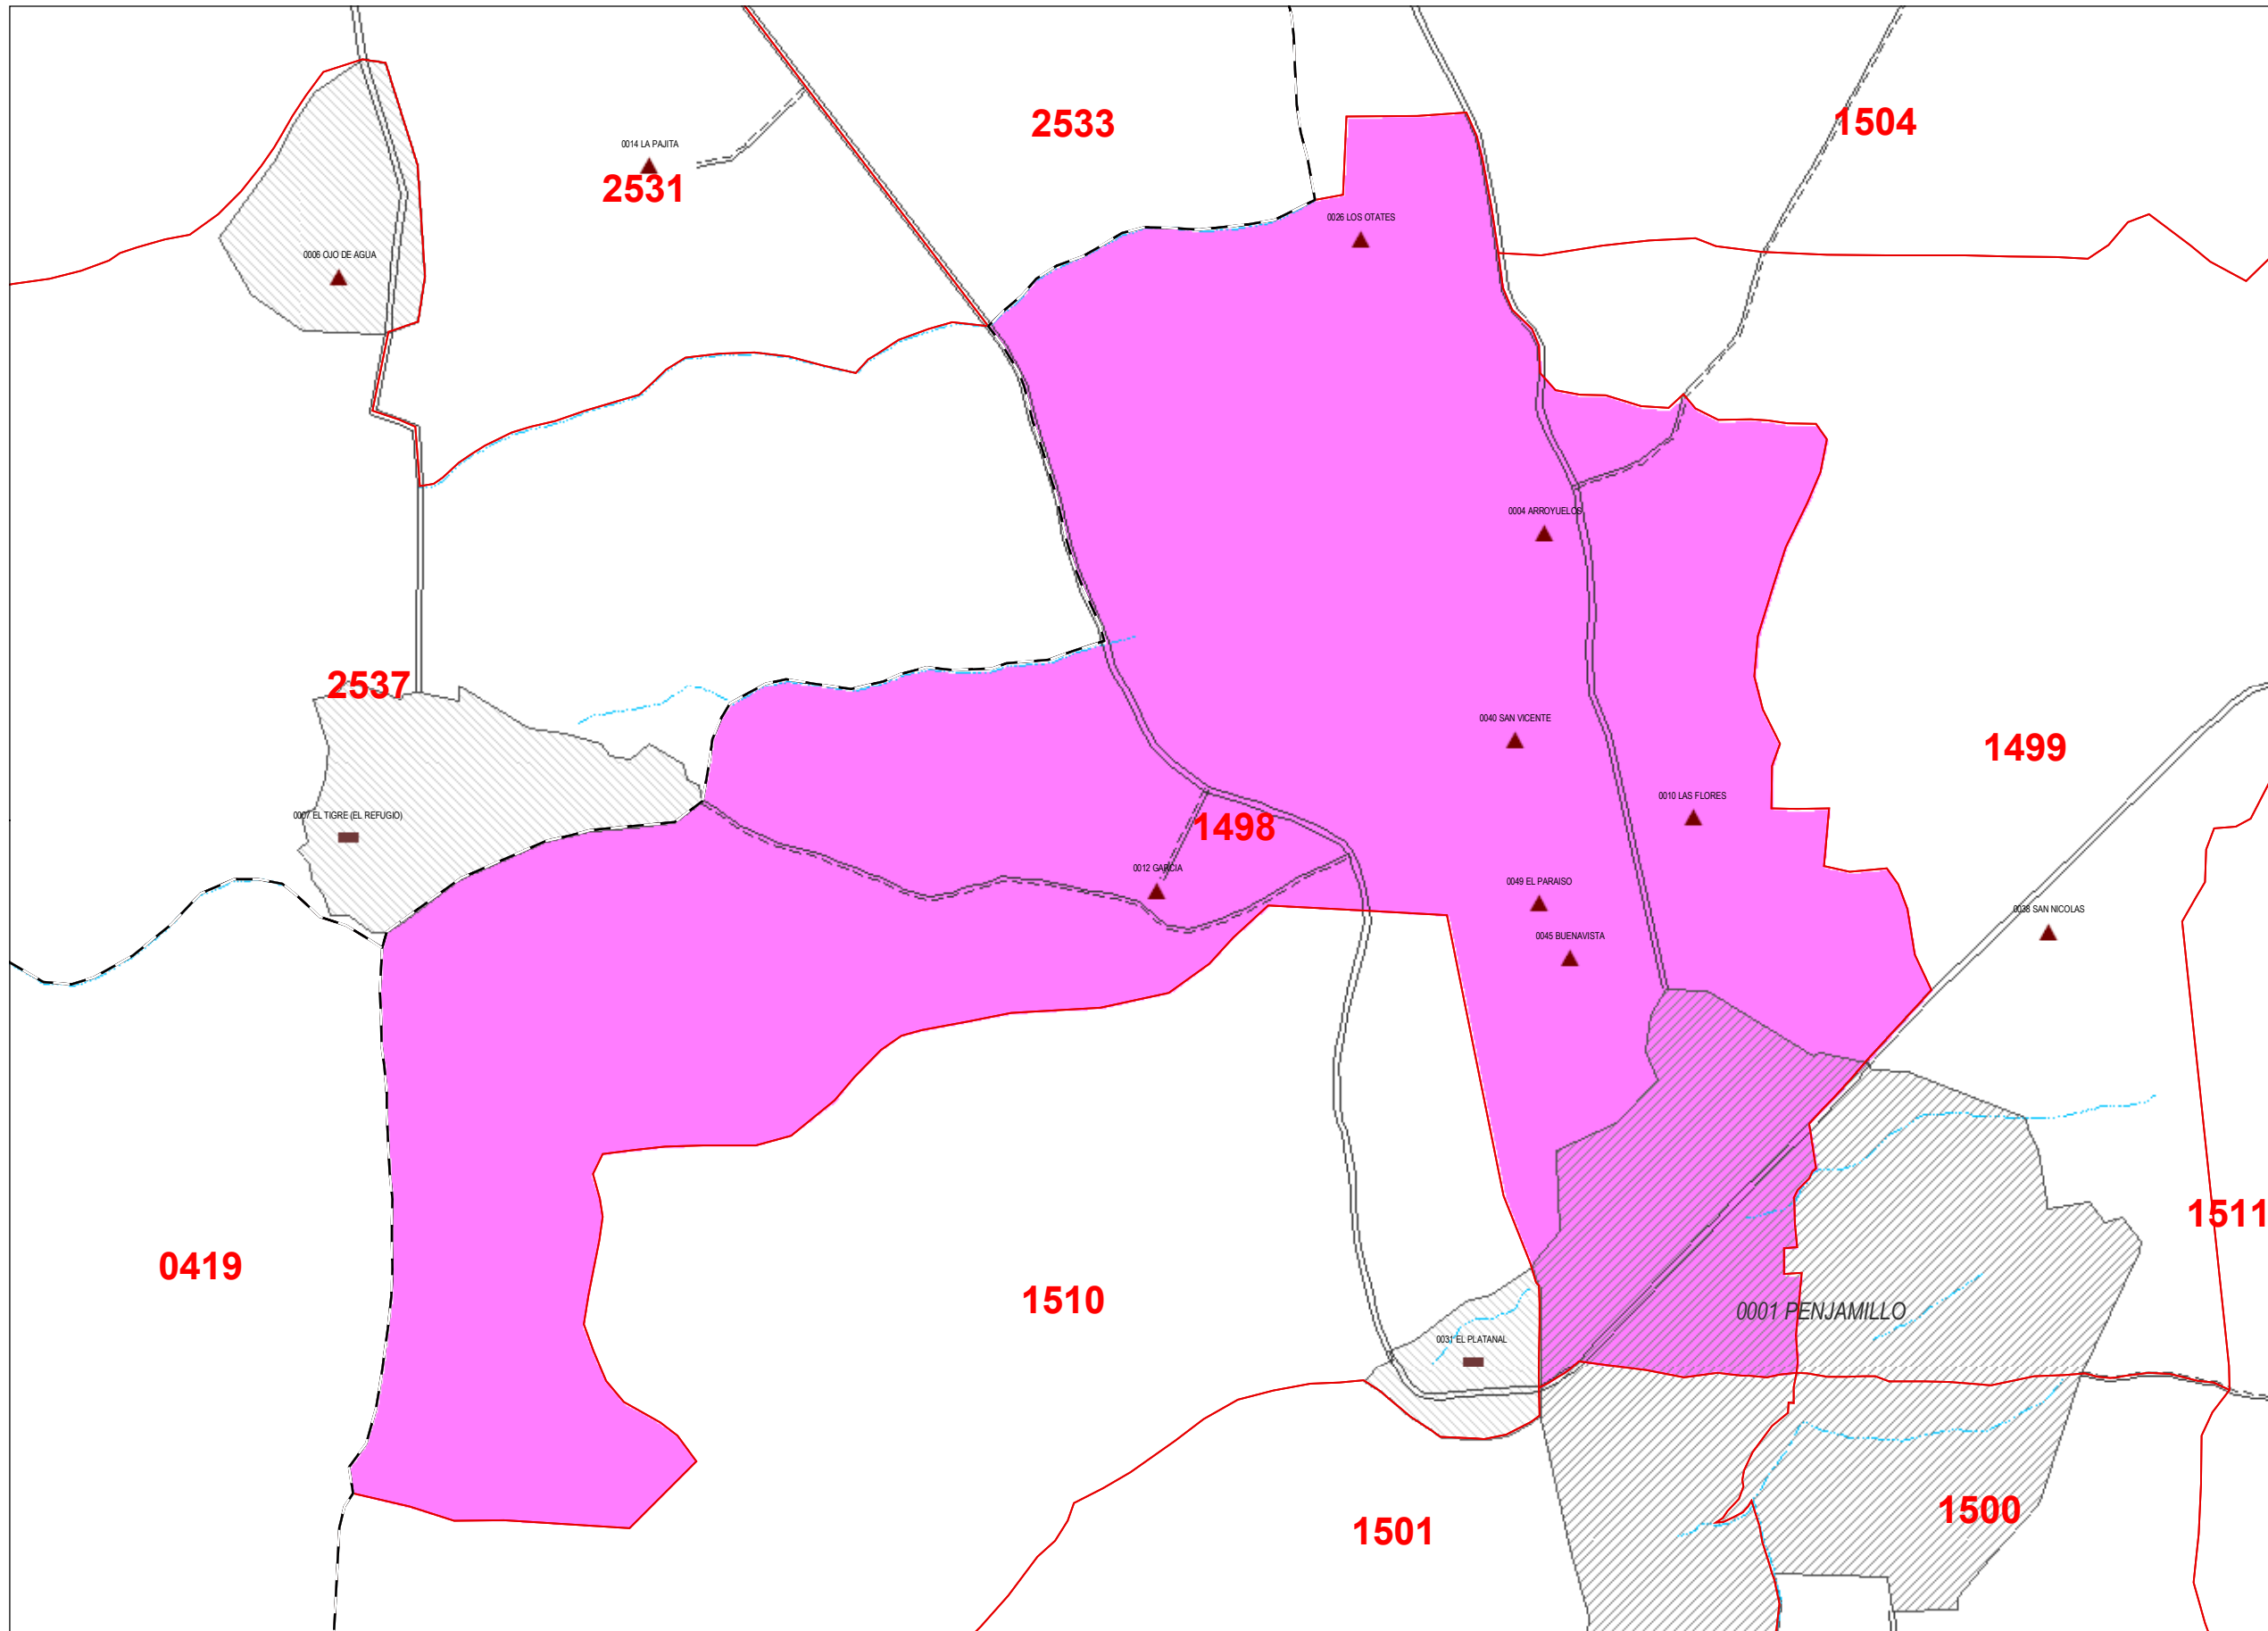 2533
1504
0014 LA PAJITA
2531
0026 LOS OTATES
0006 OJO DE AGUA
0004 ARROYUELOS
2537
0040 SAN VICENTE
1499
0010 LAS FLORES
0007 EL TIGRE (EL REFUGIO)
1498
0012 GARCIA
0049 EL PARAISO
0038 SAN NICOLAS
0045 BUENAVISTA
1511
0419
1510
0001 PENJAMILLO
0031 EL PLATANAL
1500
1501